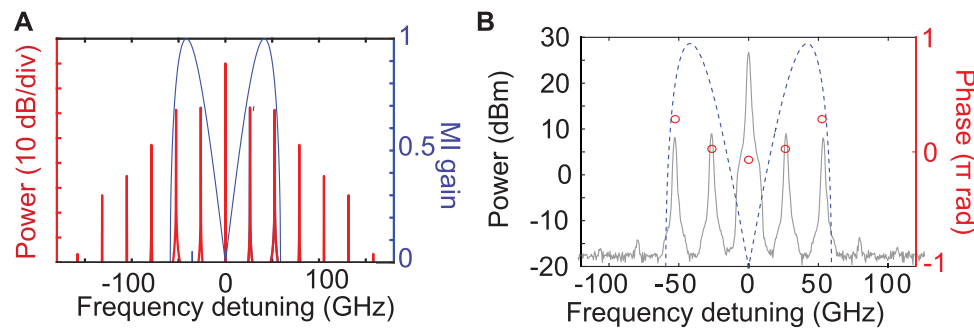 A
Power (10 dB/div)
1
0.5
0
MI gain
-100 0 100
Frequency detuning (GHz)
B
Power (dBm)
30
20
10
0
-10
-20
1
0
-1
Phase (π rad)
-100 -50 0 50 100
Frequency detuning (GHz)